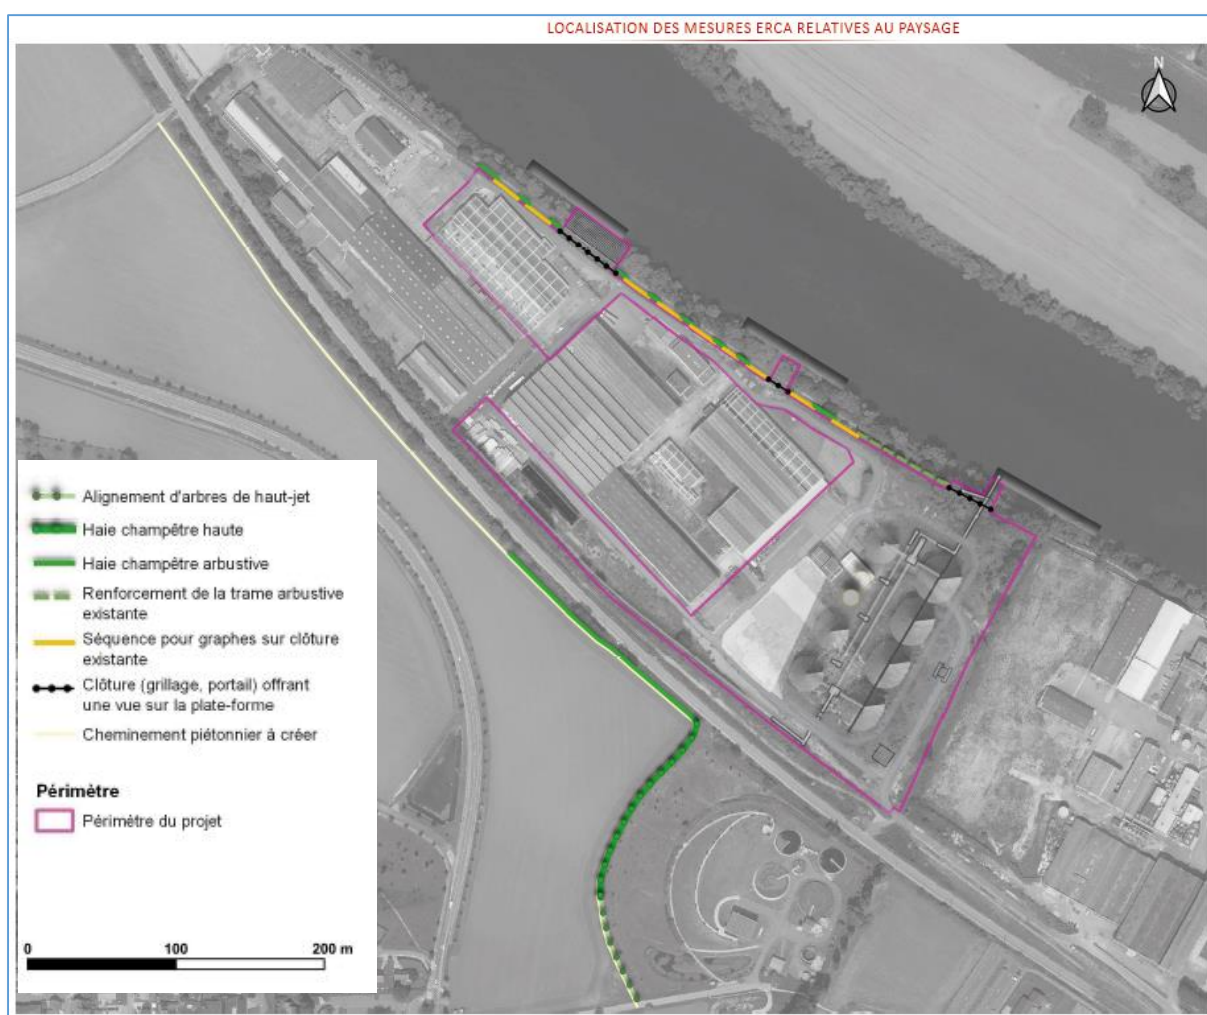 LOCALISATION DES MESURES ERCA RELATIVES AU PAYSAGE
N
Alignement d'arbres de haut-jet
Haie champêtre haute
Haie champêtre arbustive
Renforcement de la trame arbustive
existante
Séquence pour graphes sur clôture
existante
Clôture (grillage, portail) offrant
une vue sur la plate-forme
Cheminement piétonnier à créer
Périmètre
Périmètre du projet
0 100 200 m